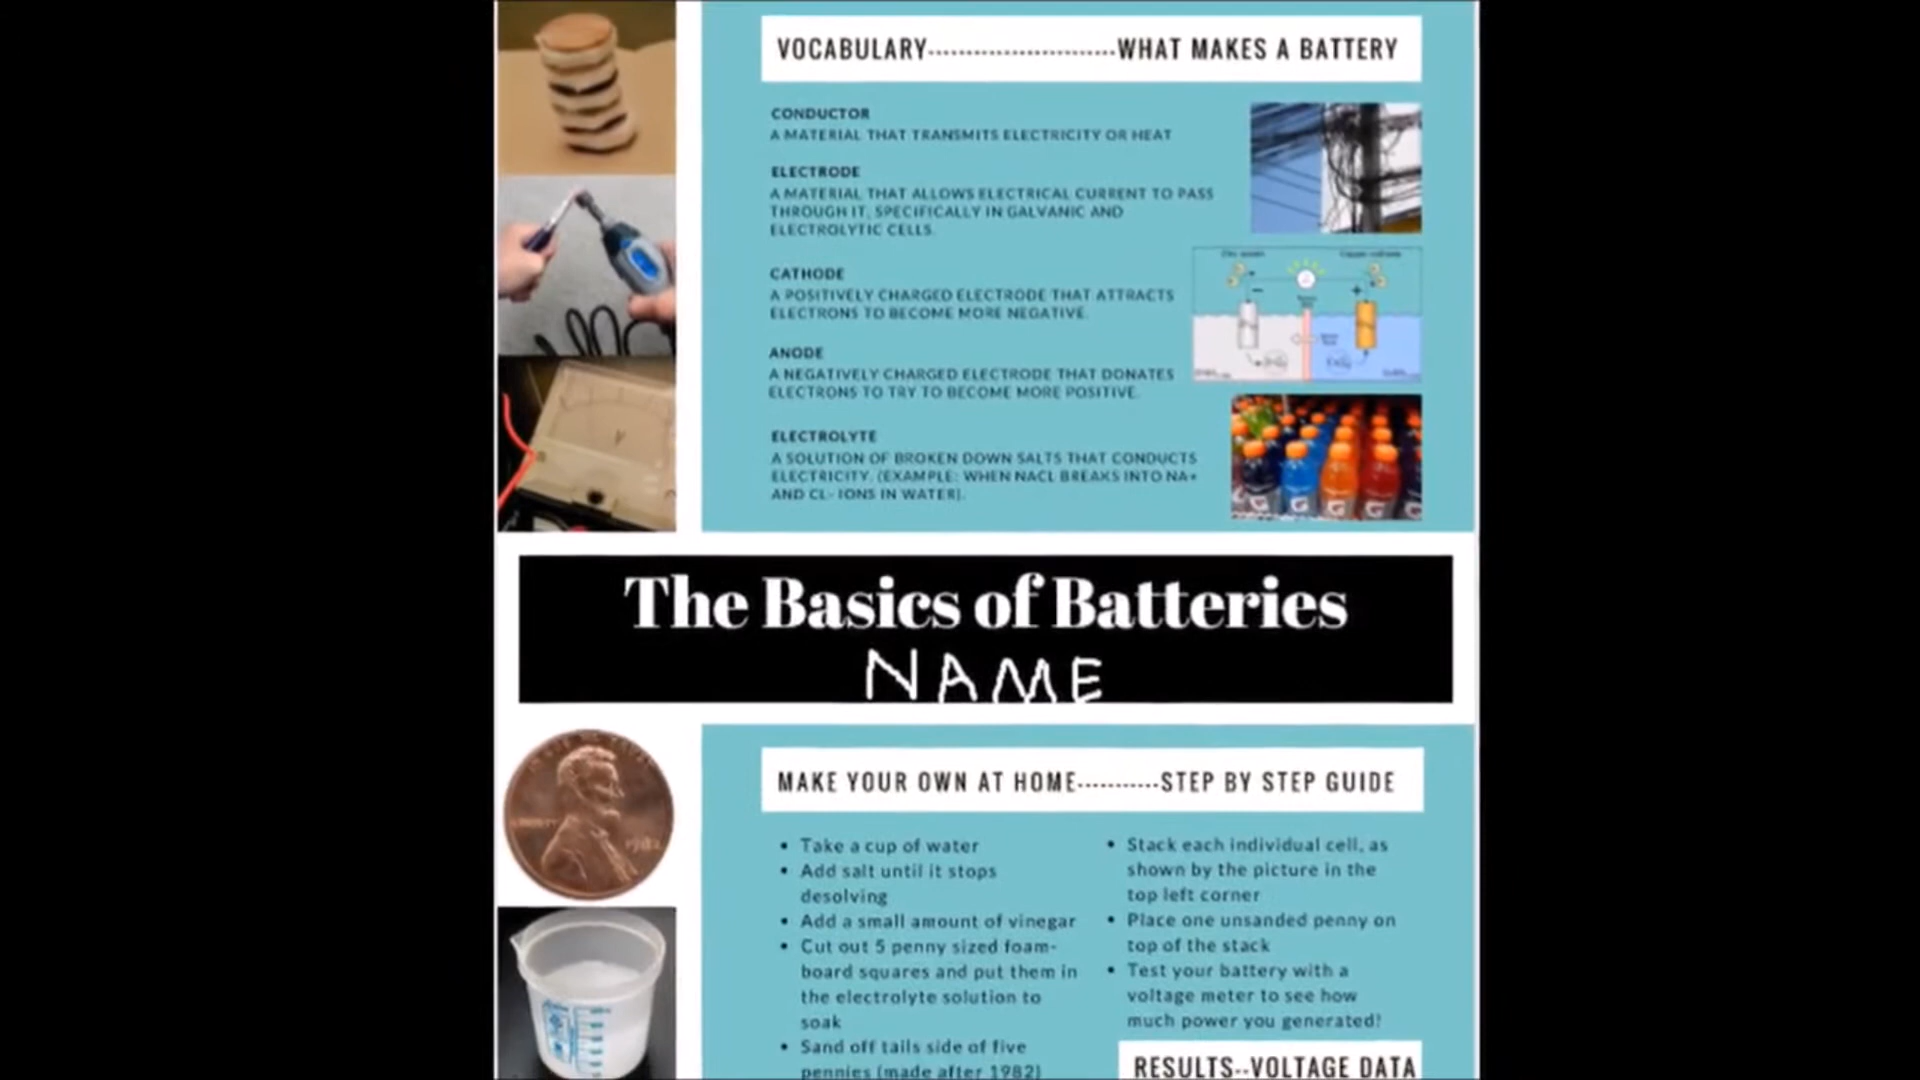 VOCABULARY------------------------WHAT MAKES A BATTERY
CONDUCTOR
A MATERIAL THAT TRANSMITS ELECTRICITY OR HEAT
ELECTRODE
A MATERIAL THAT ALLOWS ELECTRICAL CURRENT TO PASS
THROUGH IT, SPECIFICALLY IN GALVANIC AND
ELECTROLYTIC CELLS.
CATHODE
A POSITIVELY CHARGED ELECTRODE THAT ATTRACTS
ELECTRONS TO BECOME MORE NEGATIVE.
ANODE
A NEGATIVELY CHARGED ELECTRODE THAT DONATES
ELECTRONS TO TRY TO BECOME MORE POSITIVE.
ELECTROLYTE
A SOLUTION OF BROKEN DOWN SALTS THAT CONDUCTS
ELECTRICITY. (EXAMPLE: WHEN NACL BREAKS INTO NA+
AND CL- IONS IN WATER).
The Basics of Batteries
NAME
MAKE YOUR OWN AT HOME-----------STEP BY STEP GUIDE
• Take a cup of water
• Add salt until it stops
desolving
• Add a small amount of vinegar
• Cut out 5 penny sized foam-
board squares and put them in
the electrolyte solution to
soak
• Sand off tails side of five
pennies (made after 1982)
• Stack each individual cell, as
shown by the picture in the
top left corner
• Place one unsanded penny on
top of the stack
• Test your battery with a
voltage meter to see how
much power you generated!
RESULTS--VOLTAGE DATA